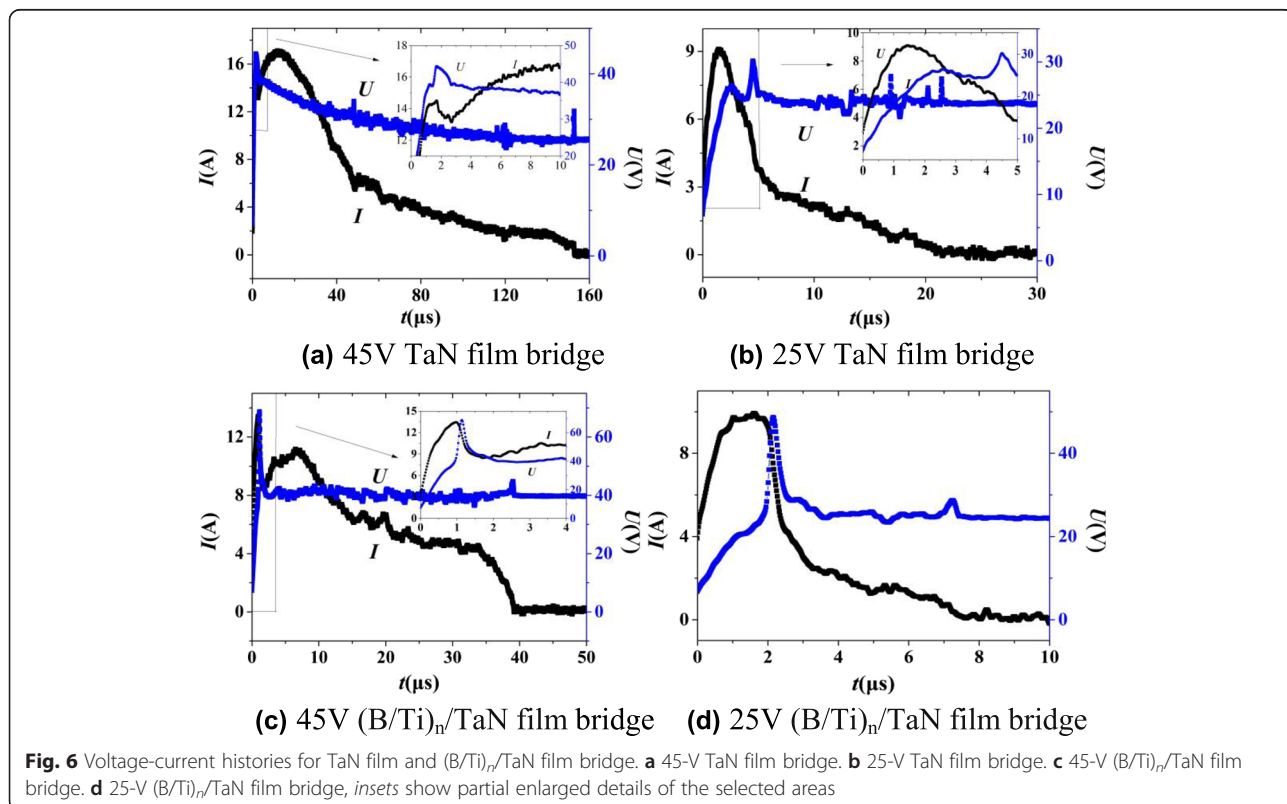 I(A)
16
12
8
4
0
0 40 80 120 160
t(μs)
40
20
0
U(V)
U
I
18
16
14
12
0 2 4 6 8 10
50
40
30
20
U
I
(a) 45V TaN film bridge
I(A)
9
6
3
0
0 10 20 30
t(μs)
30
20
10
0
U(V)
U
I
10
8
6
4
2
0 1 2 3 4 5
30
20
10
U
I
(b) 25V TaN film bridge
I(A)
12
8
4
0
0 10 20 30 40 50
t(μs)
60
40
20
0
U(V)
U
I
15
12
9
6
3
0
0 1 2 3 4
60
40
20
0
I
U
(c) 45V (B/Ti)n/TaN film bridge
I(A)
8
4
0
0 2 4 6 8 10
t(μs)
40
20
0
U(V)
(d) 25V (B/Ti)n/TaN film bridge
Fig. 6 Voltage-current histories for TaN film and (B/Ti)n/TaN film bridge. a 45-V TaN film bridge. b 25-V TaN film bridge. c 45-V (B/Ti)n/TaN film
bridge. d 25-V (B/Ti)n/TaN film bridge, insets show partial enlarged details of the selected areas